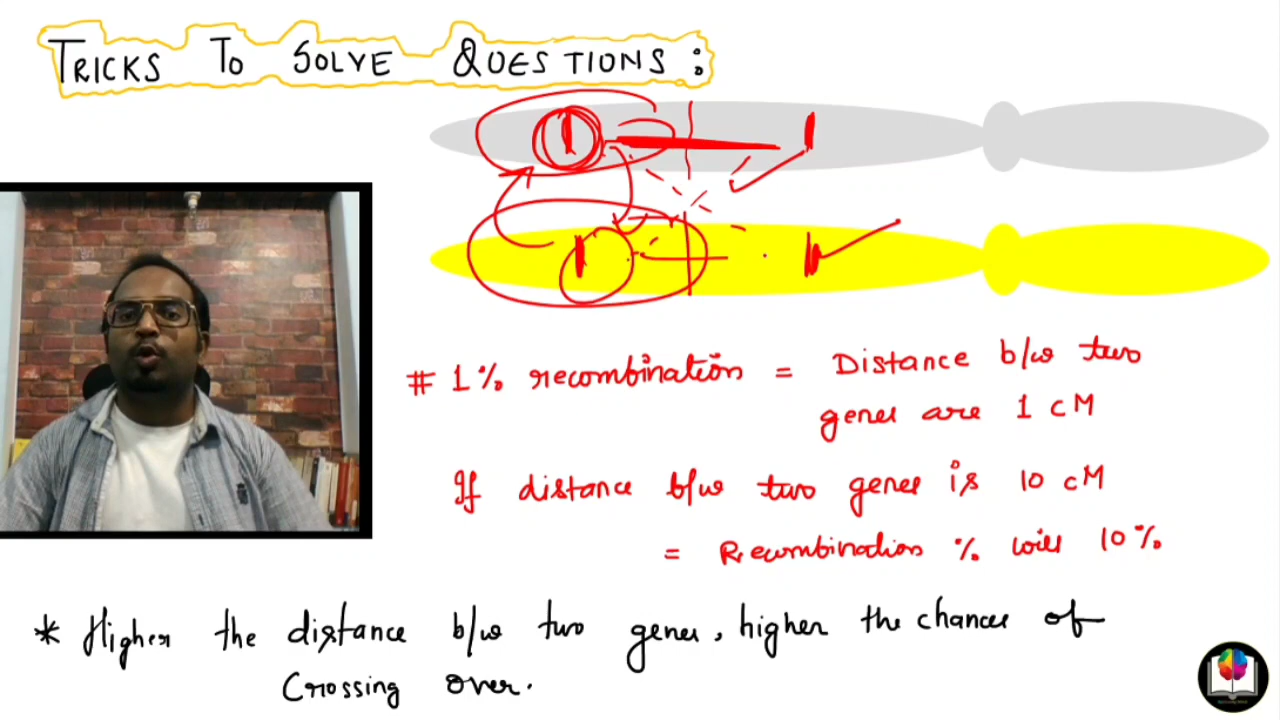 TRICKS TO SOLVE QUESTIONS :
# 1% recombination = Distance b/w two
genes are 1 cM
If distance b/w two genes is 10 cM
= Recombination % will 10%
* Higher the distance b/w two genes, higher the chances of
Crossing over.